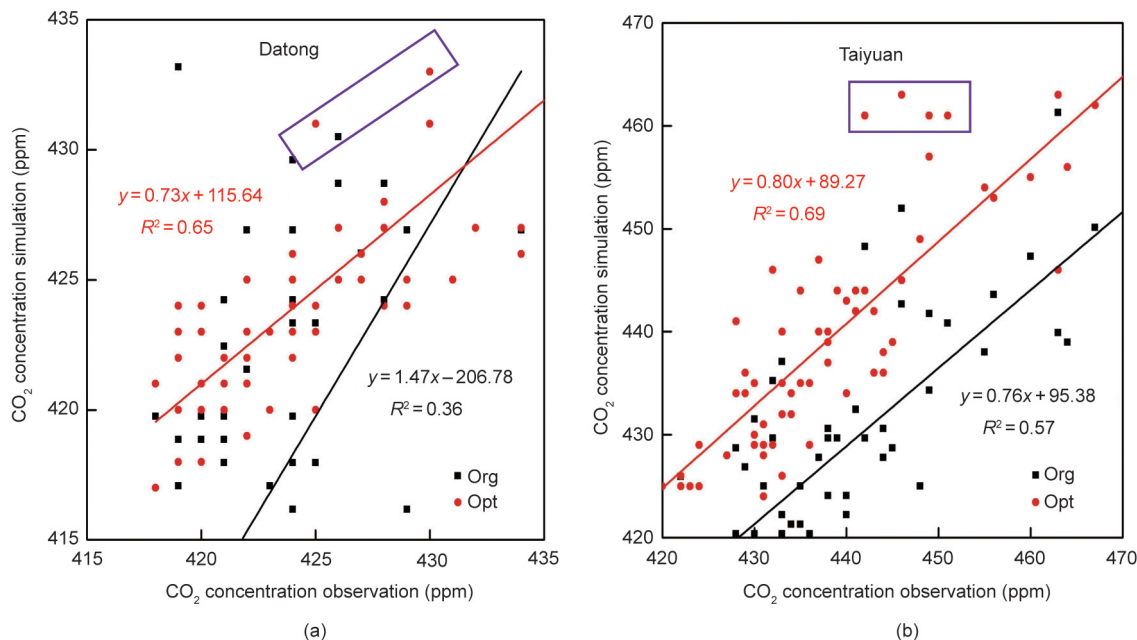 Datong
CO₂ concentration simulation (ppm)
435
430
425
420
415
y = 0.73x + 115.64
R² = 0.65
y = 1.47x − 206.78
R² = 0.36
Org
Opt
415
420
425
430
435
CO₂ concentration observation (ppm)
(a)
Taiyuan
CO₂ concentration simulation (ppm)
470
460
450
440
430
420
y = 0.80x + 89.27
R² = 0.69
y = 0.76x + 95.38
R² = 0.57
Org
Opt
420
430
440
450
460
470
CO₂ concentration observation (ppm)
(b)